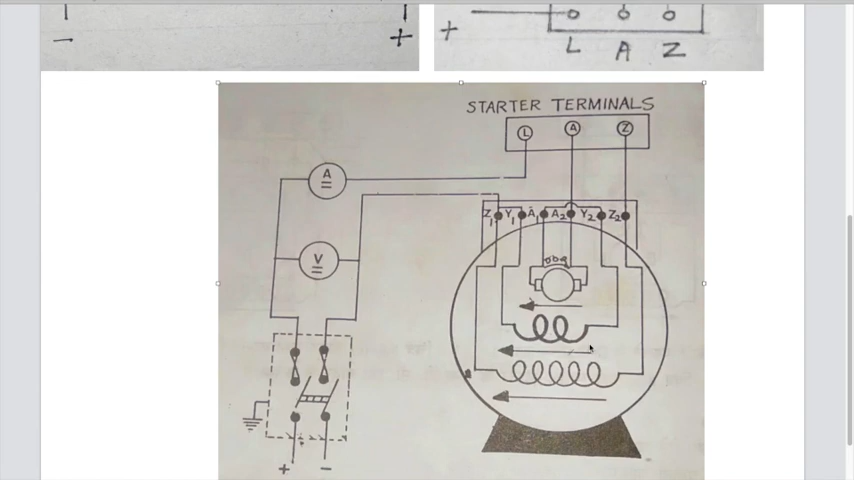 − +
+
L A Z
STARTER TERMINALS
L A Z
A
Z1 Y1 A1 A2 Y2 Z2
V
+ −